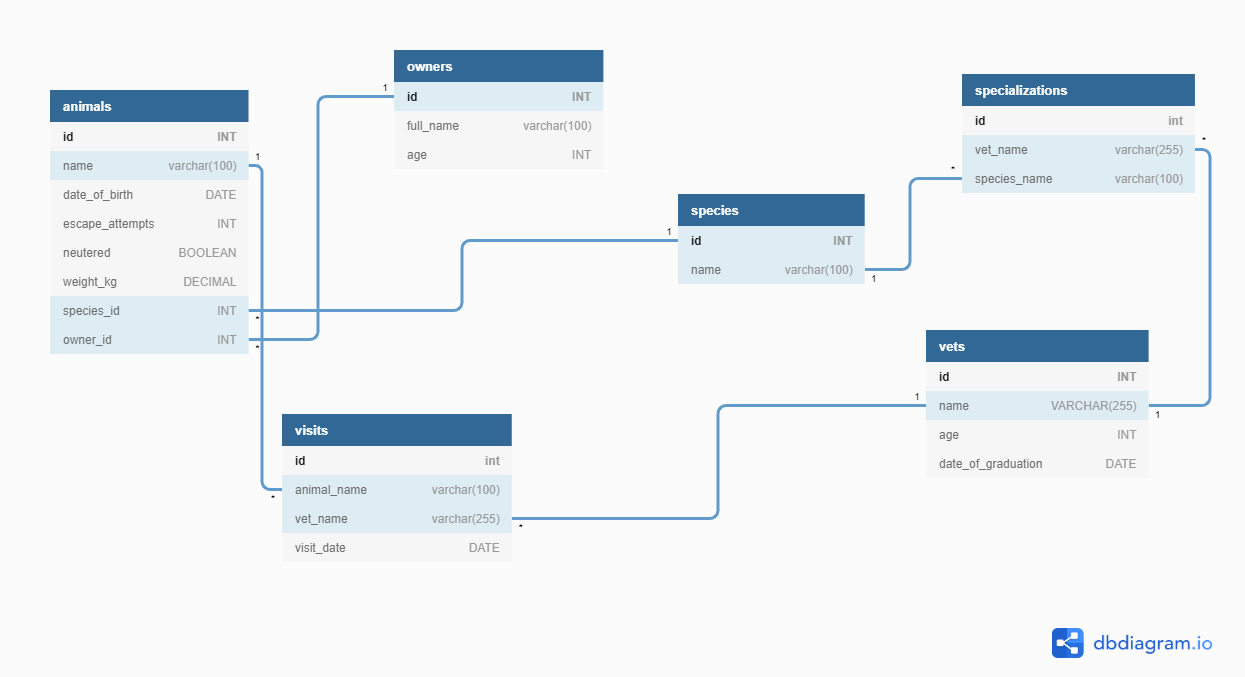 animals
id INT
name varchar(100)
date_of_birth DATE
escape_attempts INT
neutered BOOLEAN
weight_kg DECIMAL
species_id INT
owner_id INT
1
*
*
owners
1
id INT
full_name varchar(100)
age INT
species
1
id INT
name varchar(100)
1
specializations
id int
vet_name varchar(255)
species_name varchar(100)
*
*
vets
id INT
1
name VARCHAR(255)
1
age INT
date_of_graduation DATE
visits
id int
animal_name varchar(100)
*
vet_name varchar(255)
*
visit_date DATE
dbdiagram.io